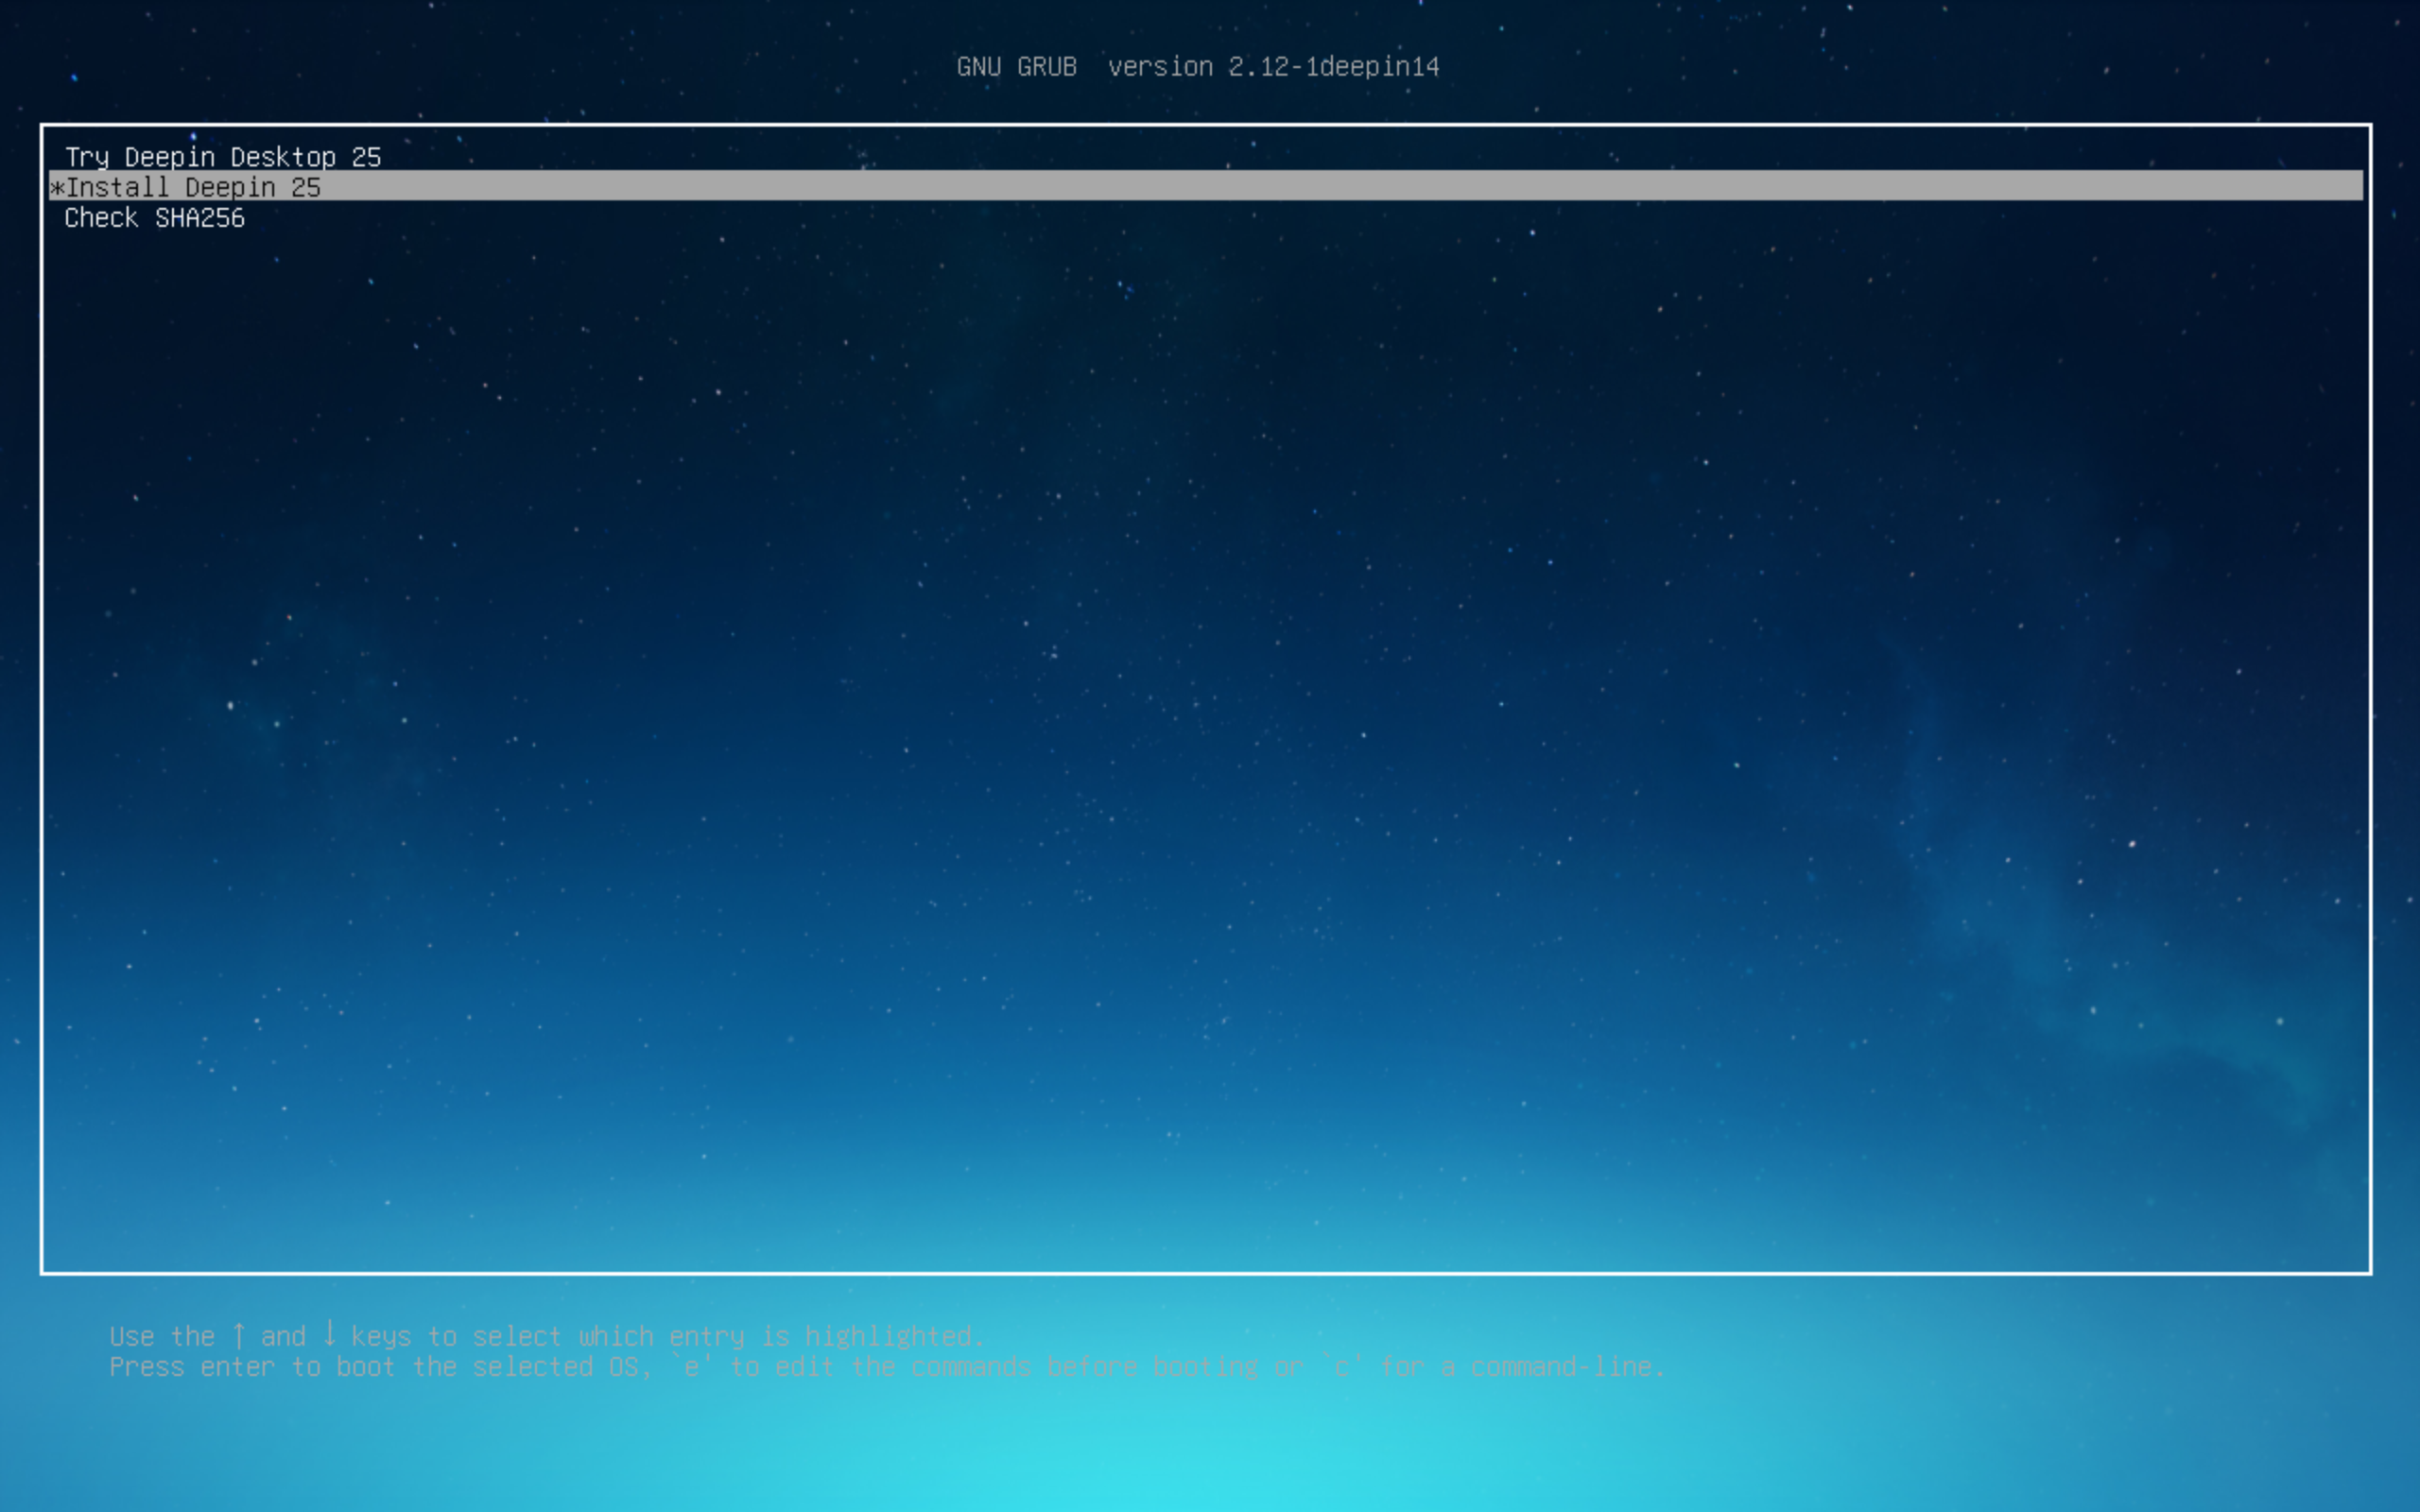 GNU GRUB  version 2.12-1deepin14
Try Deepin Desktop 25
*Install Deepin 25
Check SHA256
Use the ↑ and ↓ keys to select which entry is highlighted.
Press enter to boot the selected OS, `e' to edit the commands before booting or `c' for a command-line.